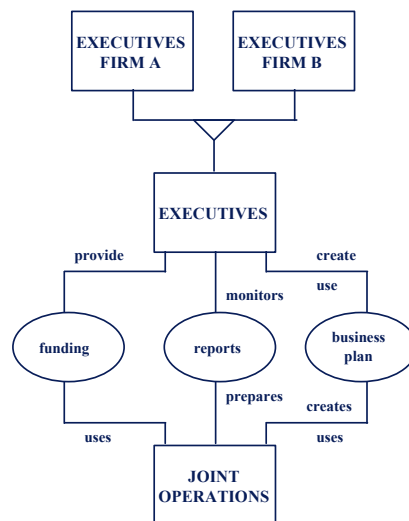 EXECUTIVES
FIRM A
EXECUTIVES
FIRM B
EXECUTIVES
provide
create
monitors
use
funding
reports
business
plan
prepares
creates
uses
uses
JOINT
OPERATIONS